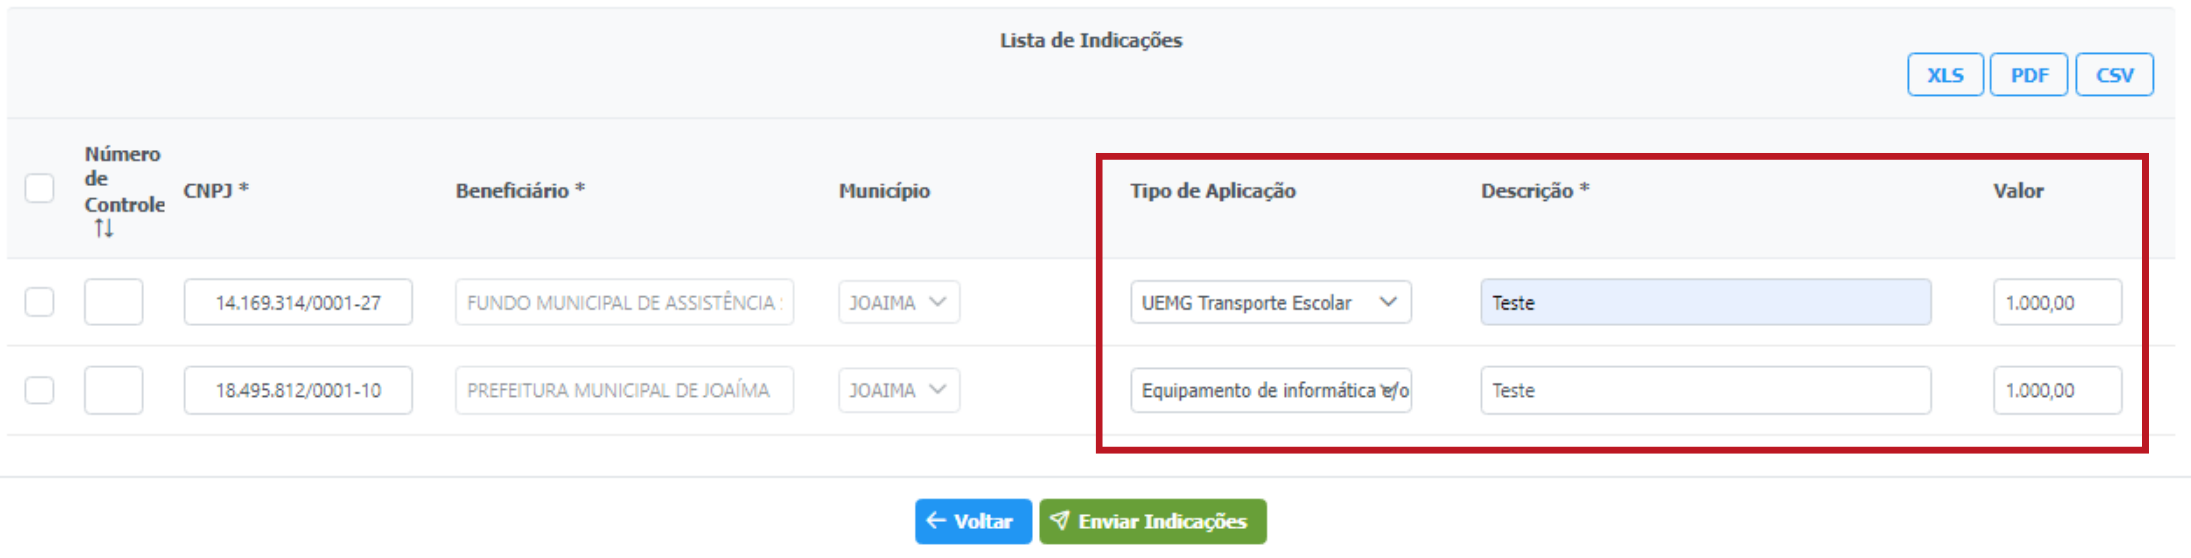 Lista de Indicações
XLS PDF CSV
Número de Controle CNPJ * Beneficiário * Município Tipo de Aplicação Descrição * Valor
14.169.314/0001-27 FUNDO MUNICIPAL DE ASSISTÊNCIA JOAIMA UEMG Transporte Escolar Teste 1.000,00
18.495.812/0001-10 PREFEITURA MUNICIPAL DE JOAÍMA JOAIMA Equipamento de informática e/o Teste 1.000,00
Voltar Enviar Indicações